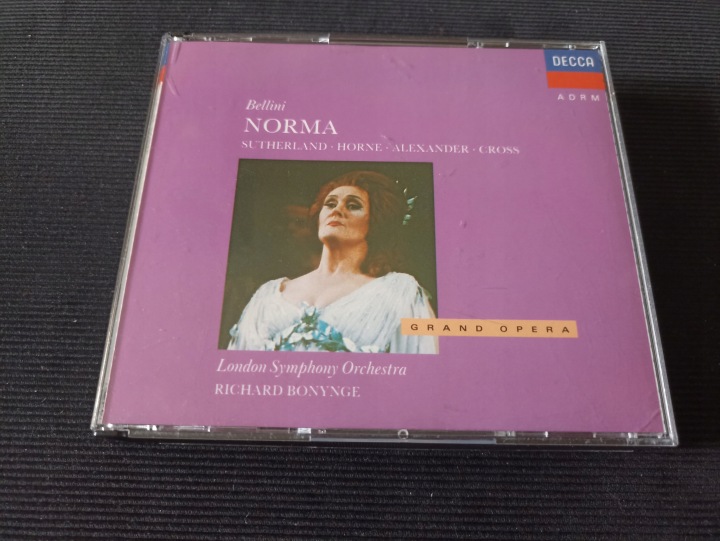 DECCA
ADRM
Bellini
NORMA
SUTHERLAND · HORNE · ALEXANDER · CROSS
GRAND OPERA
London Symphony Orchestra
RICHARD BONYNGE